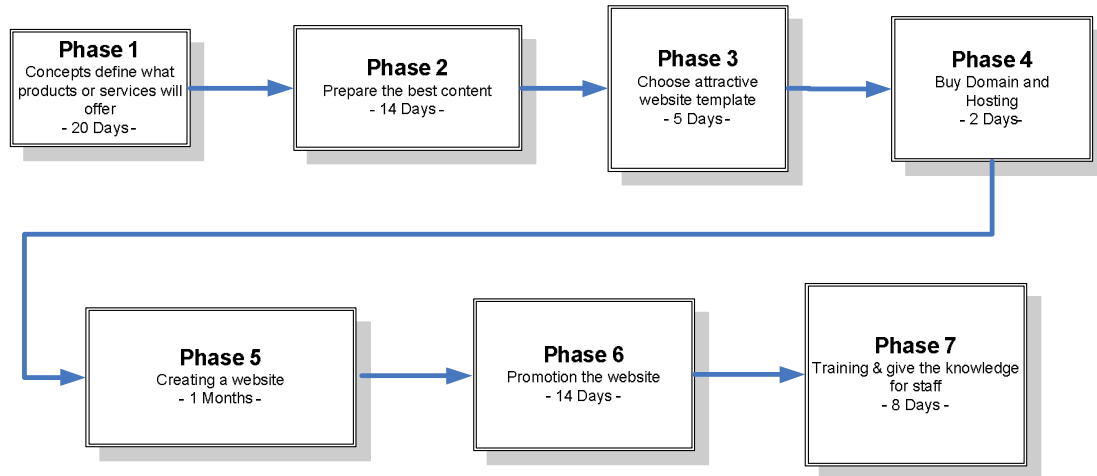 Phase 1
Concepts define what
products or services will
offer
- 20 Days -
Phase 2
Prepare the best content
- 14 Days -
Phase 3
Choose attractive
website template
- 5 Days -
Phase 4
Buy Domain and
Hosting
- 2 Days-
Phase 5
Creating a website
- 1 Months -
Phase 6
Promotion the website
- 14 Days -
Phase 7
Training & give the knowledge
for staff
- 8 Days -